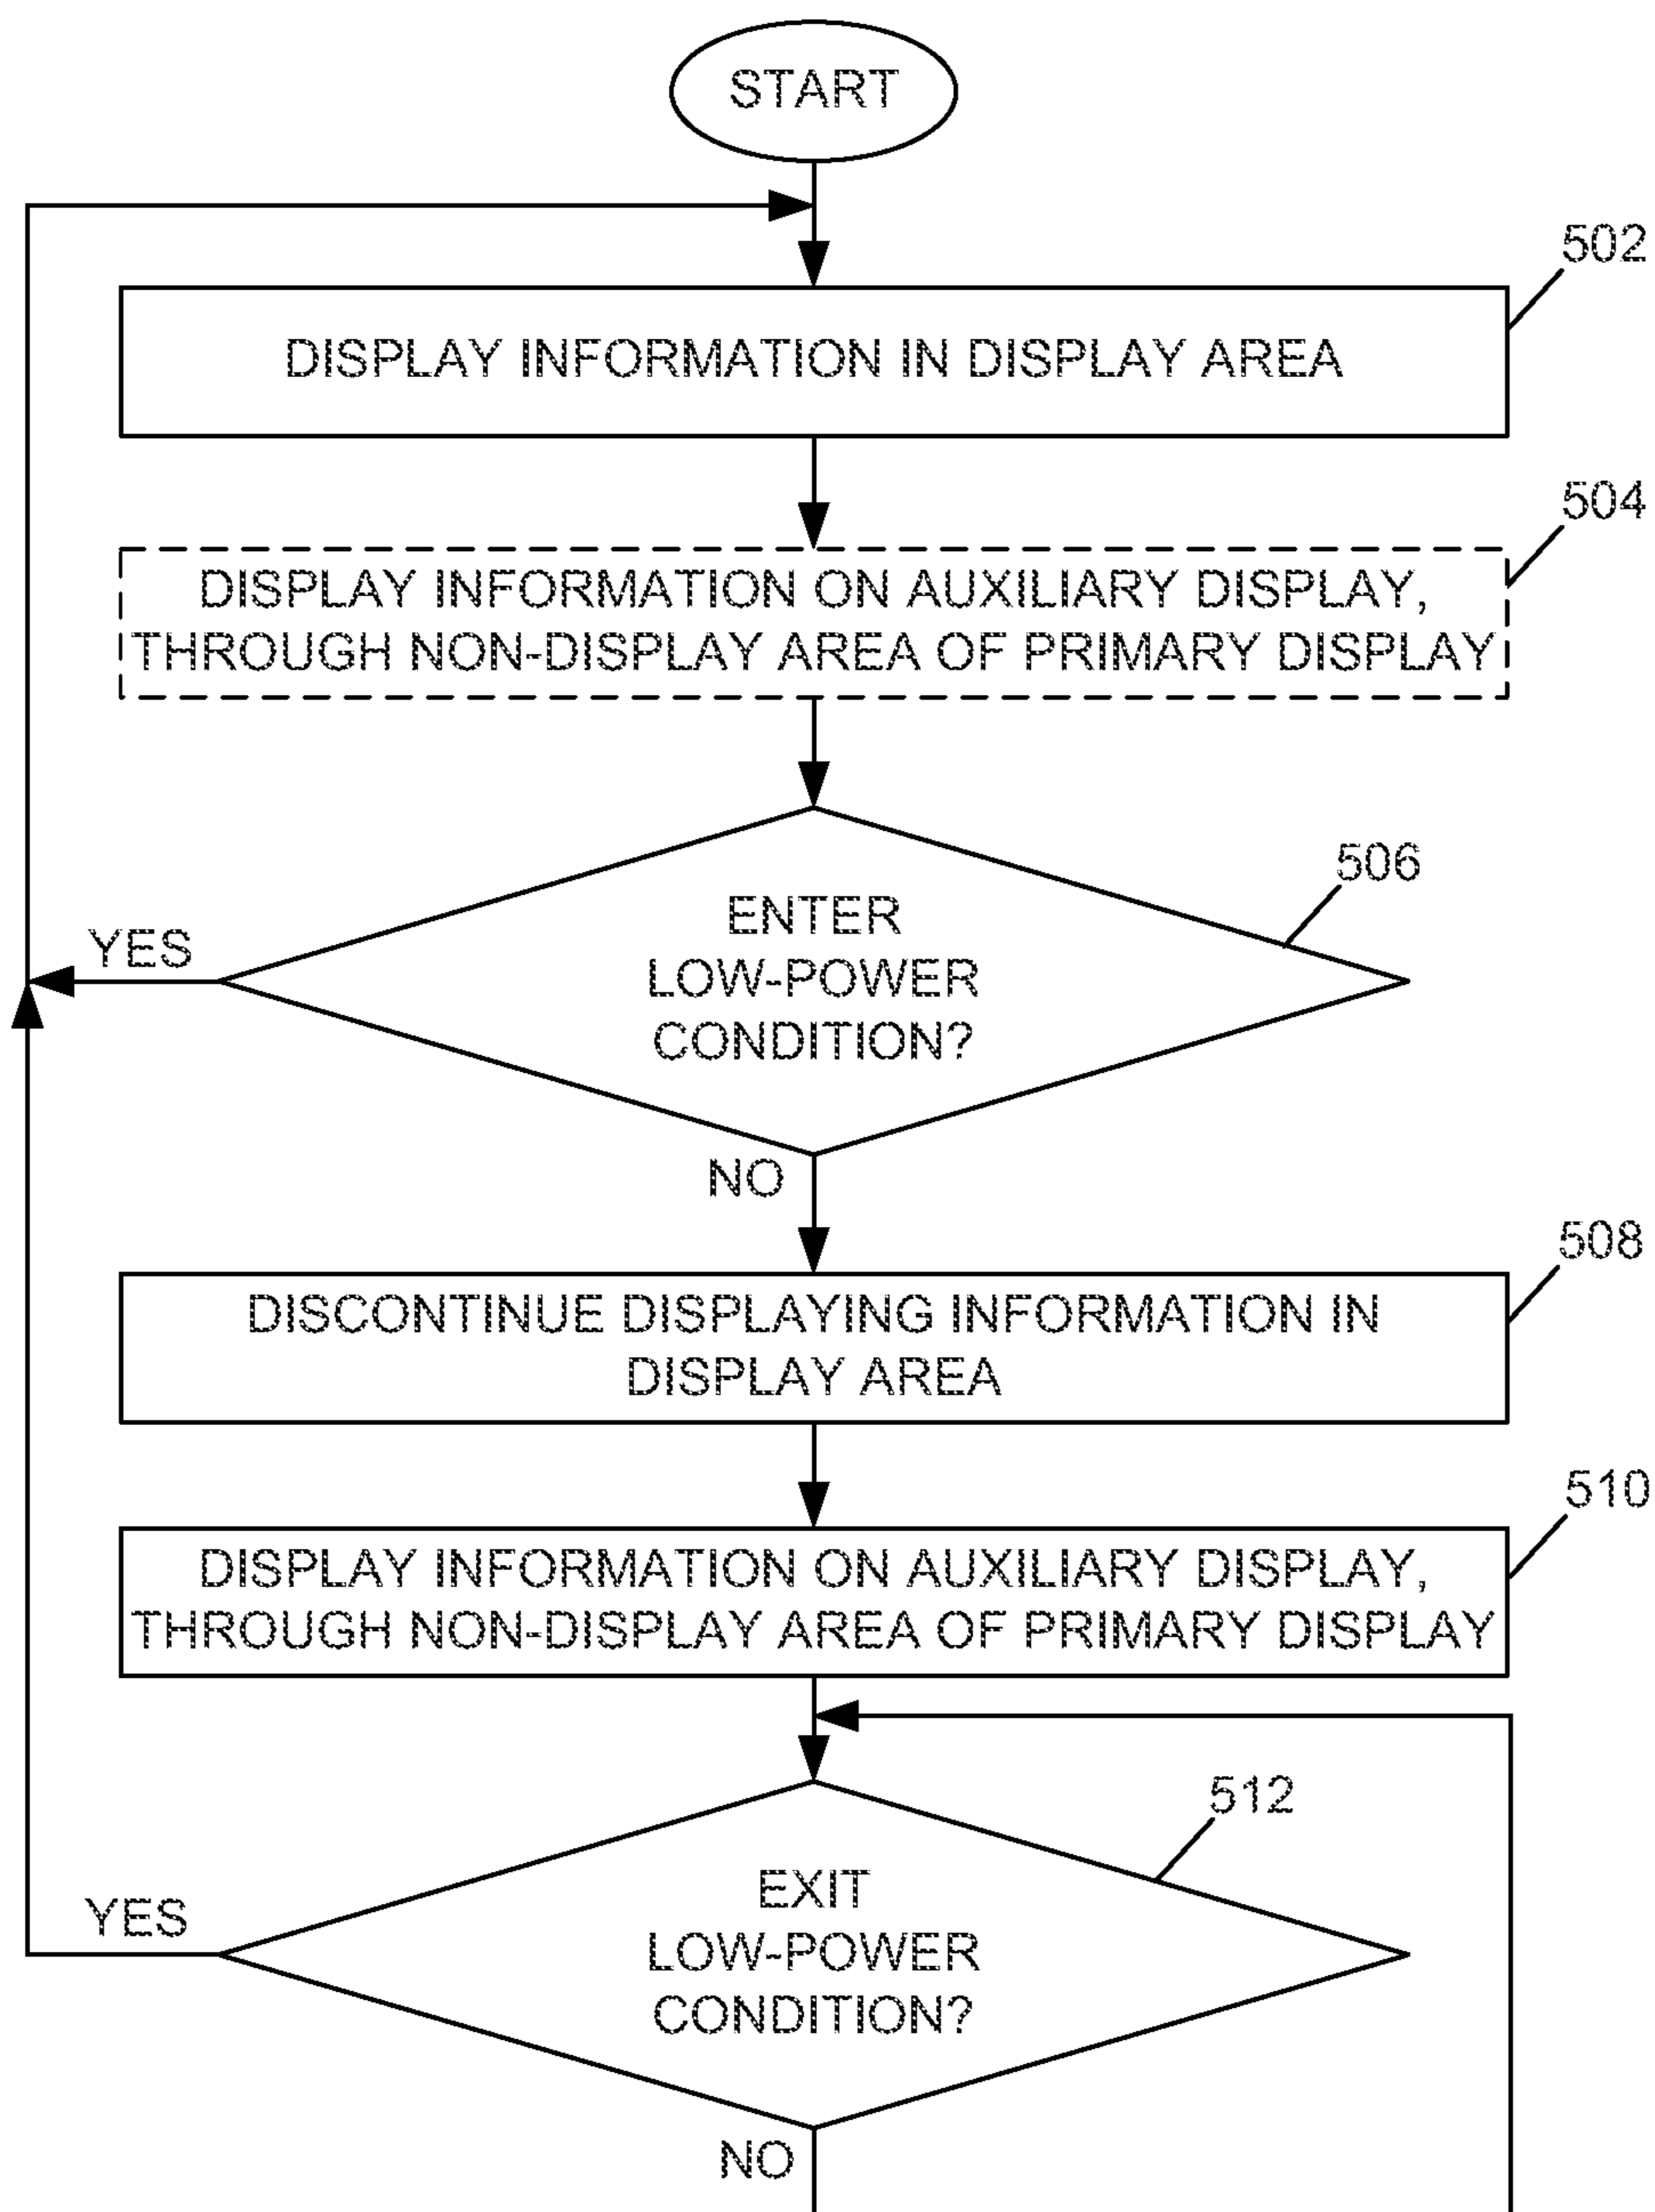 START
502
DISPLAY INFORMATION IN DISPLAY AREA
504
DISPLAY INFORMATION ON AUXILIARY DISPLAY,
THROUGH NON-DISPLAY AREA OF PRIMARY DISPLAY
506
ENTER
LOW-POWER
CONDITION?
YES
NO
508
DISCONTINUE DISPLAYING INFORMATION IN
DISPLAY AREA
510
DISPLAY INFORMATION ON AUXILIARY DISPLAY,
THROUGH NON-DISPLAY AREA OF PRIMARY DISPLAY
512
EXIT
LOW-POWER
CONDITION?
YES
NO